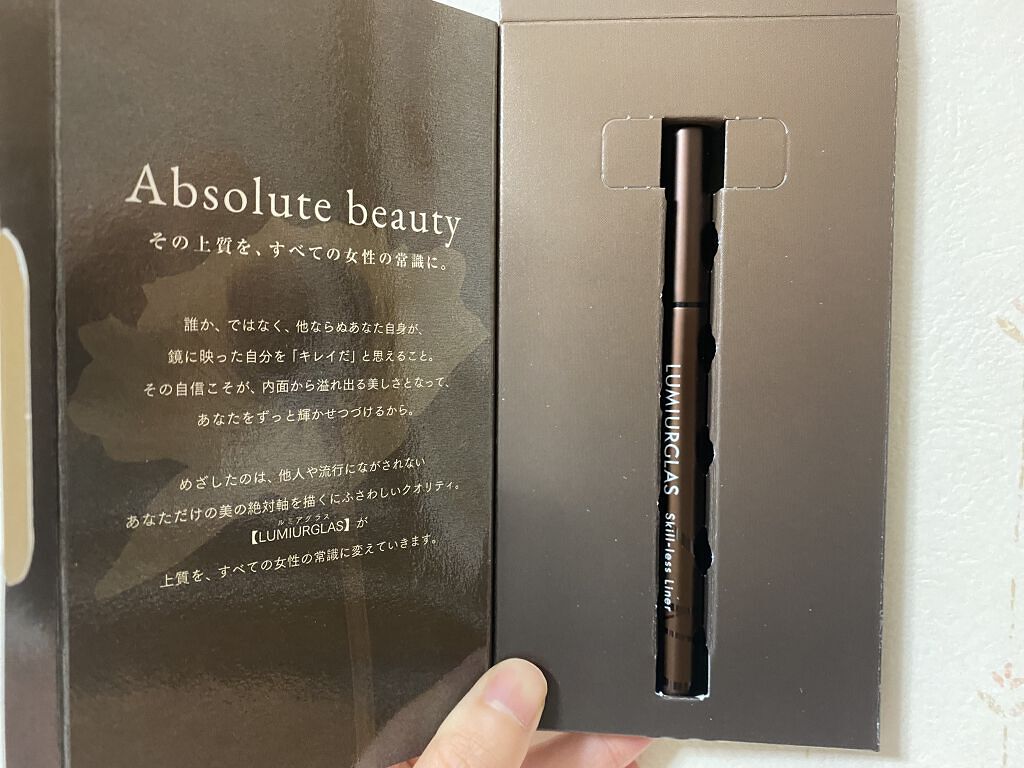 Absolute beauty
その上質を、すべての女性の常識に。
誰か、ではなく、他ならぬあなた自身が、
鏡に映った自分を「キレイだ」と思えること。
その自信こそが、内面から溢れ出る美しさとなって、
あなたをずっと輝かせつづけるから。
めざしたのは、他人や流行にながされない
あなただけの美の絶対軸を描くにふさわしいクオリティ。
ルミアグラス
【LUMIURGLAS】が
上質を、すべての女性の常識に変えていきます。
LUMIURGLAS Skill-less Liner